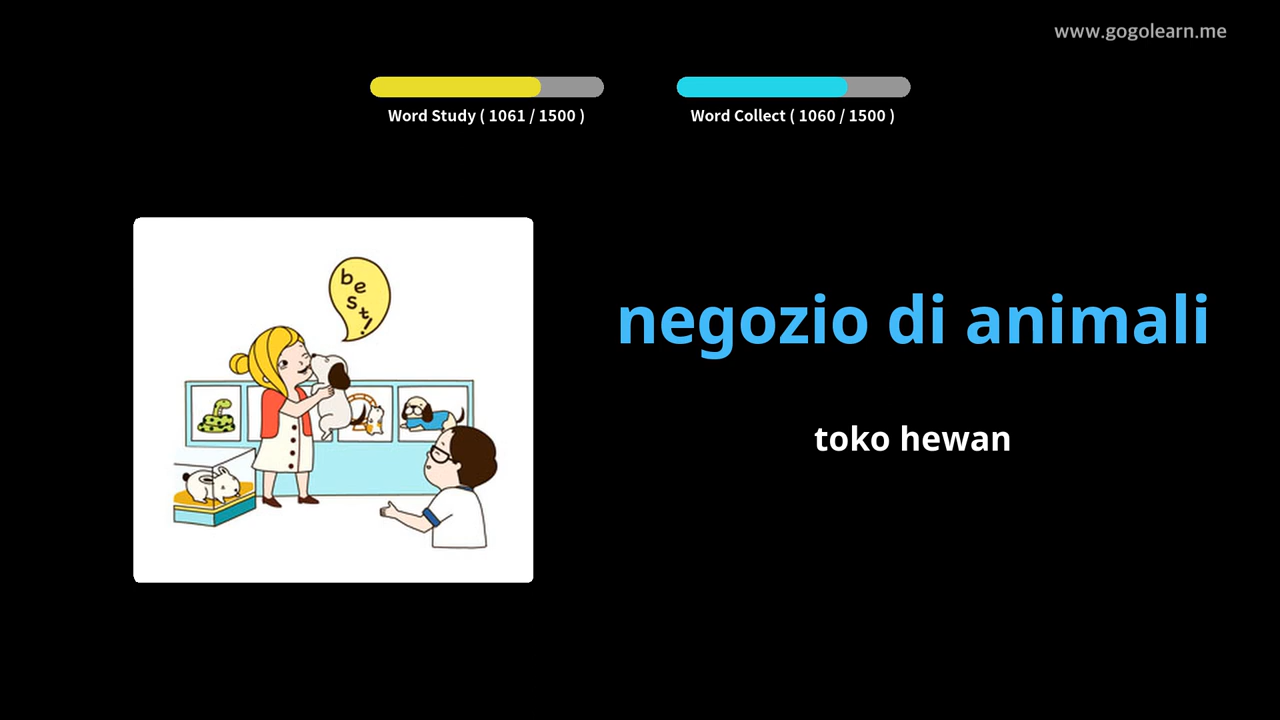 www.gogolearn.me
Word Study ( 1061 / 1500 )
Word Collect ( 1060 / 1500 )
best!
negozio di animali
toko hewan